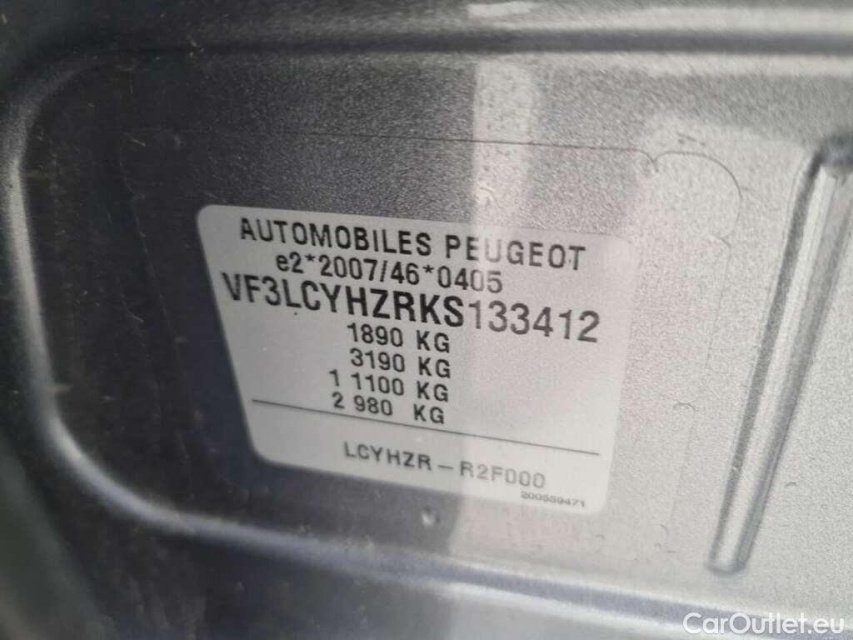 AUTOMOBILES PEUGEOT
e2*2007/46*0405
VF3LCYHZRKS133412
1890 KG
3190 KG
1 1100 KG
2 980 KG
LCYHZR - R2F000
200559471
CarOutlet.eu